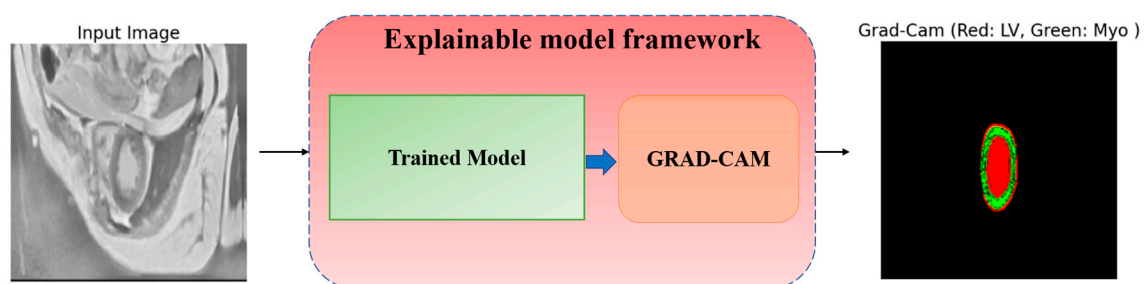 Input Image
Explainable model framework
Trained Model
GRAD-CAM
Grad-Cam (Red: LV, Green: Myo )